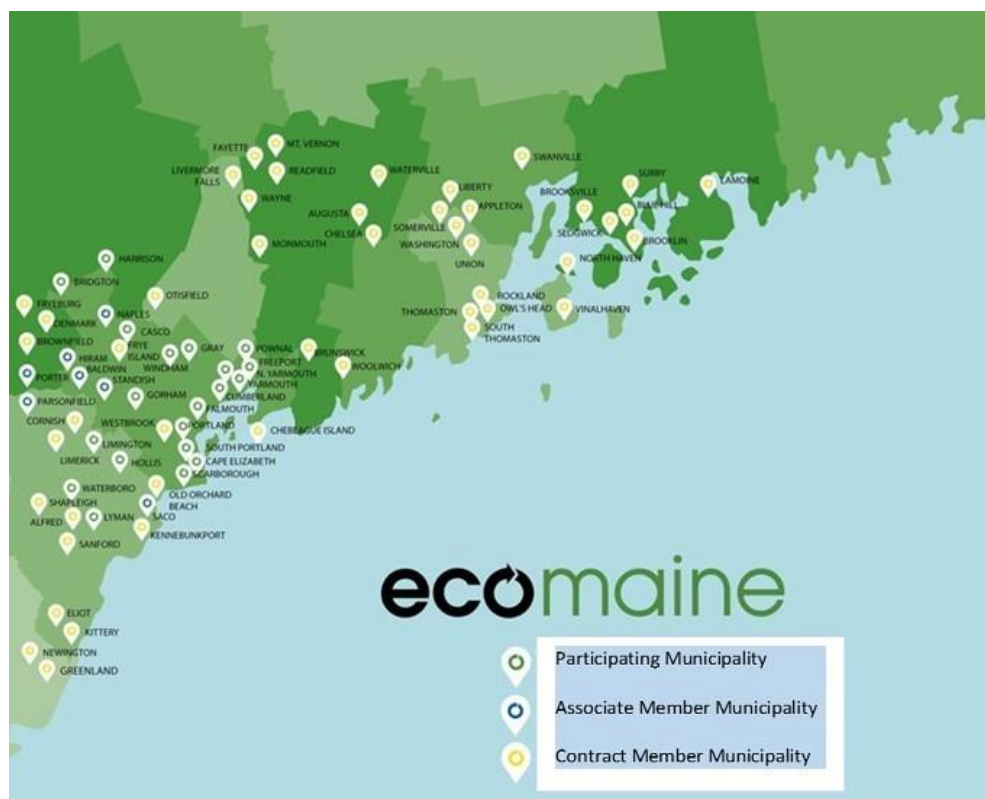 MT. VERNON
FAYETTE
LIVERMORE
FALLS
READFIELD
WATERVILLE
SWANVILLE
WAYNE
LIBERTY
BROOKSVILLE
SURRY
LAMOINE
AUGUSTA
APPLETON
BLUE HILL
CHELSEA
SOMERVILLE
SEDGWICK
MONMOUTH
WASHINGTON
BROOKLIN
UNION
NORTH HAVEN
HARRISON
BRIDGTON
OTISFIELD
ROCKLAND
FRYEBURG
THOMASTON
OWL'S HEAD
VINALHAVEN
DENMARK
NAPLES
CASCO
SOUTH
THOMASTON
BROWNFIELD
FRYE
ISLAND
GRAY
POWNAL
BRUNSWICK
HIRAM
WINDHAM
FREEPORT
WOOLWICH
BALDWIN
N. YARMOUTH
PORTER
STANDISH
YARMOUTH
PARSONFIELD
GORHAM
CUMBERLAND
FALMOUTH
CORNISH
WESTBROOK
PORTLAND
CHEBEAGUE ISLAND
LIMINGTON
SOUTH PORTLAND
LIMERICK
HOLLIS
CAPE ELIZABETH
SCARBOROUGH
WATERBORO
OLD ORCHARD
BEACH
SHAPLEIGH
ALFRED
LYMAN
SACO
KENNEBUNKPORT
SANFORD
ecomaine
ELIOT
KITTERY
NEWINGTON
GREENLAND
Participating Municipality
Associate Member Municipality
Contract Member Municipality